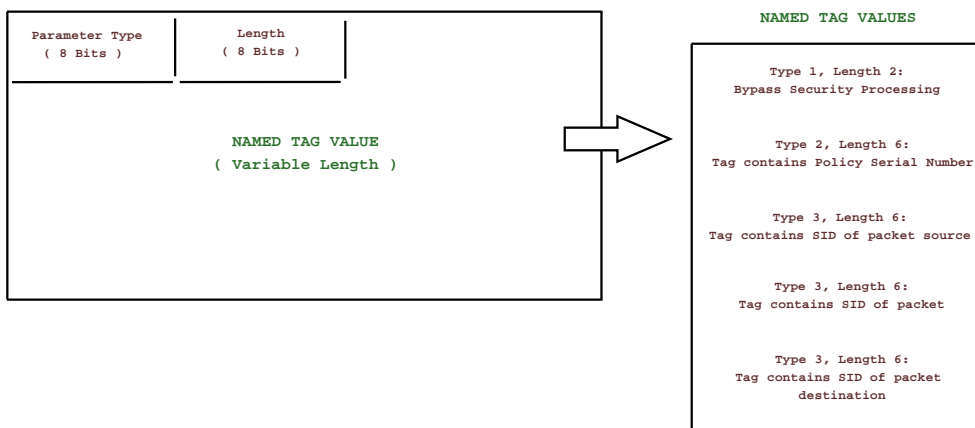 Parameter Type
( 8 Bits )
Length
( 8 Bits )
NAMED TAG VALUE
( Variable Length )
NAMED TAG VALUES
Type 1, Length 2:
Bypass Security Processing
Type 2, Length 6:
Tag contains Policy Serial Number
Type 3, Length 6:
Tag contains SID of packet source
Type 3, Length 6:
Tag contains SID of packet
Type 3, Length 6:
Tag contains SID of packet
destination